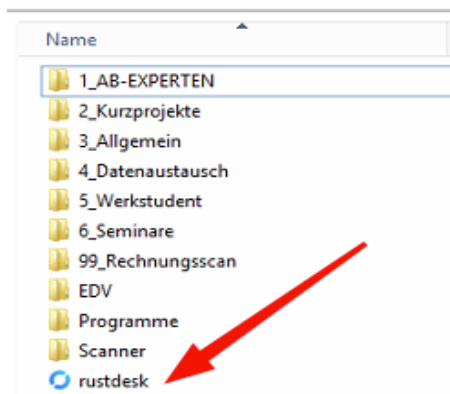 Name
1_AB-EXPERTEN
2_Kurzprojekte
3_Allgemein
4_Datenaustausch
5_Werkstudent
6_Seminare
99_Rechnungsscan
EDV
Programme
Scanner
rustdesk